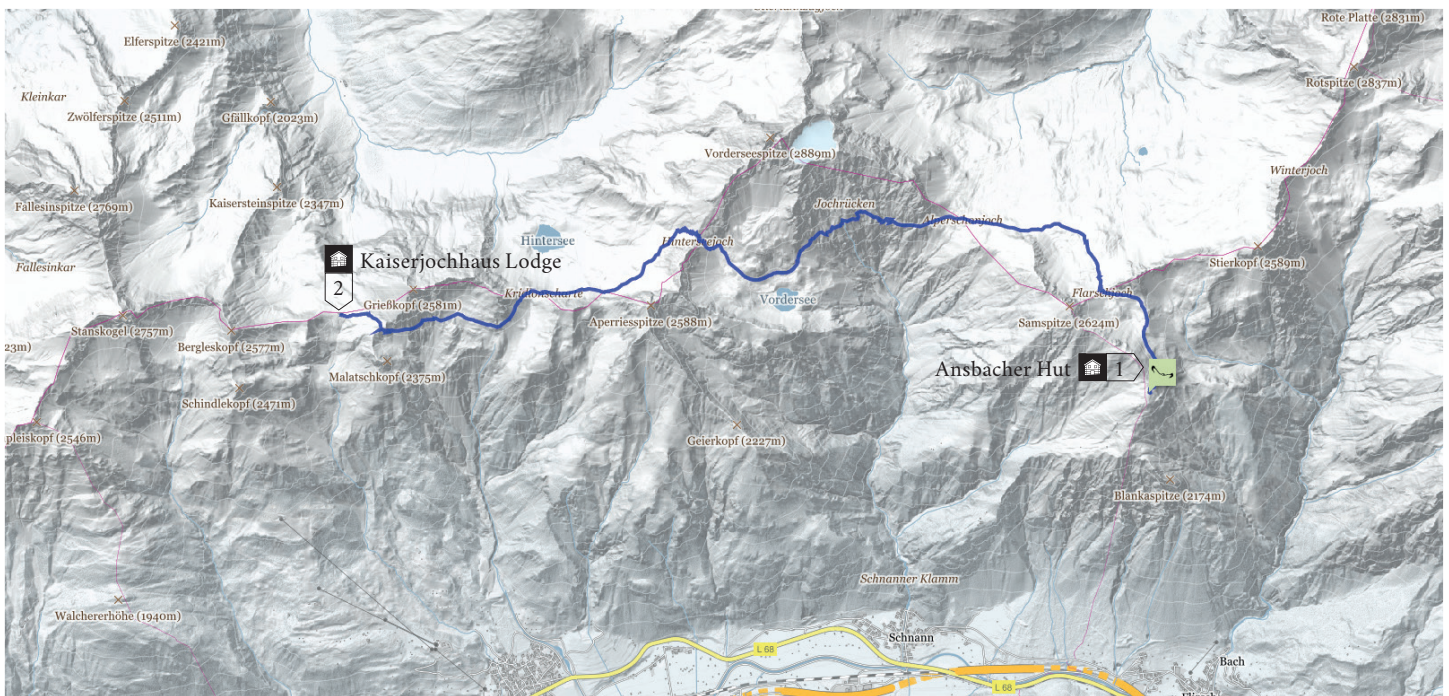 Rote Platte (2831m)
Elferspitze (2421m)
Rotspitze (2837m)
Kleinkar
Zwölferspitze (2511m)
Gfällkopf (2023m)
Vorderseespitze (2889m)
Winterjoch
Fallesinspitze (2769m)
Kaisersteinspitze (2347m)
Jochrücken
Alperschonjoch
Hintersee
Hinterseejoch
Fallesinkar
Kaiserjochhaus Lodge
2
Stierkopf (2589m)
Grießkopf (2581m)
Kridlonscharte
Vordersee
Flarschjoch
Stanskogel (2757m)
Aperriesspitze (2588m)
Samspitze (2624m)
23m)
Bergleskopf (2577m)
Malatschkopf (2375m)
Ansbacher Hut
1
Schindlekopf (2471m)
pleiskopf (2546m)
Geierkopf (2227m)
Blankaspitze (2174m)
Schnanner Klamm
Walchererhöhe (1940m)
Schnann
L 68
Bach
L 68